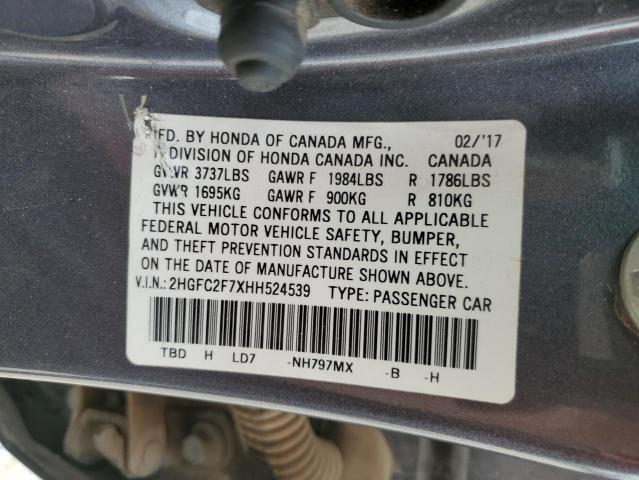 MFD. BY HONDA OF CANADA MFG., 02/'17
A DIVISION OF HONDA CANADA INC. CANADA
GVWR 3737LBS GAWR F 1984LBS R 1786LBS
GVWR 1695KG GAWR F 900KG R 810KG
THIS VEHICLE CONFORMS TO ALL APPLICABLE
FEDERAL MOTOR VEHICLE SAFETY, BUMPER,
AND THEFT PREVENTION STANDARDS IN EFFECT
ON THE DATE OF MANUFACTURE SHOWN ABOVE.
V.I.N.: 2HGFC2F7XHH524539 TYPE: PASSENGER CAR
TBD H LD7 -NH797MX -B -H